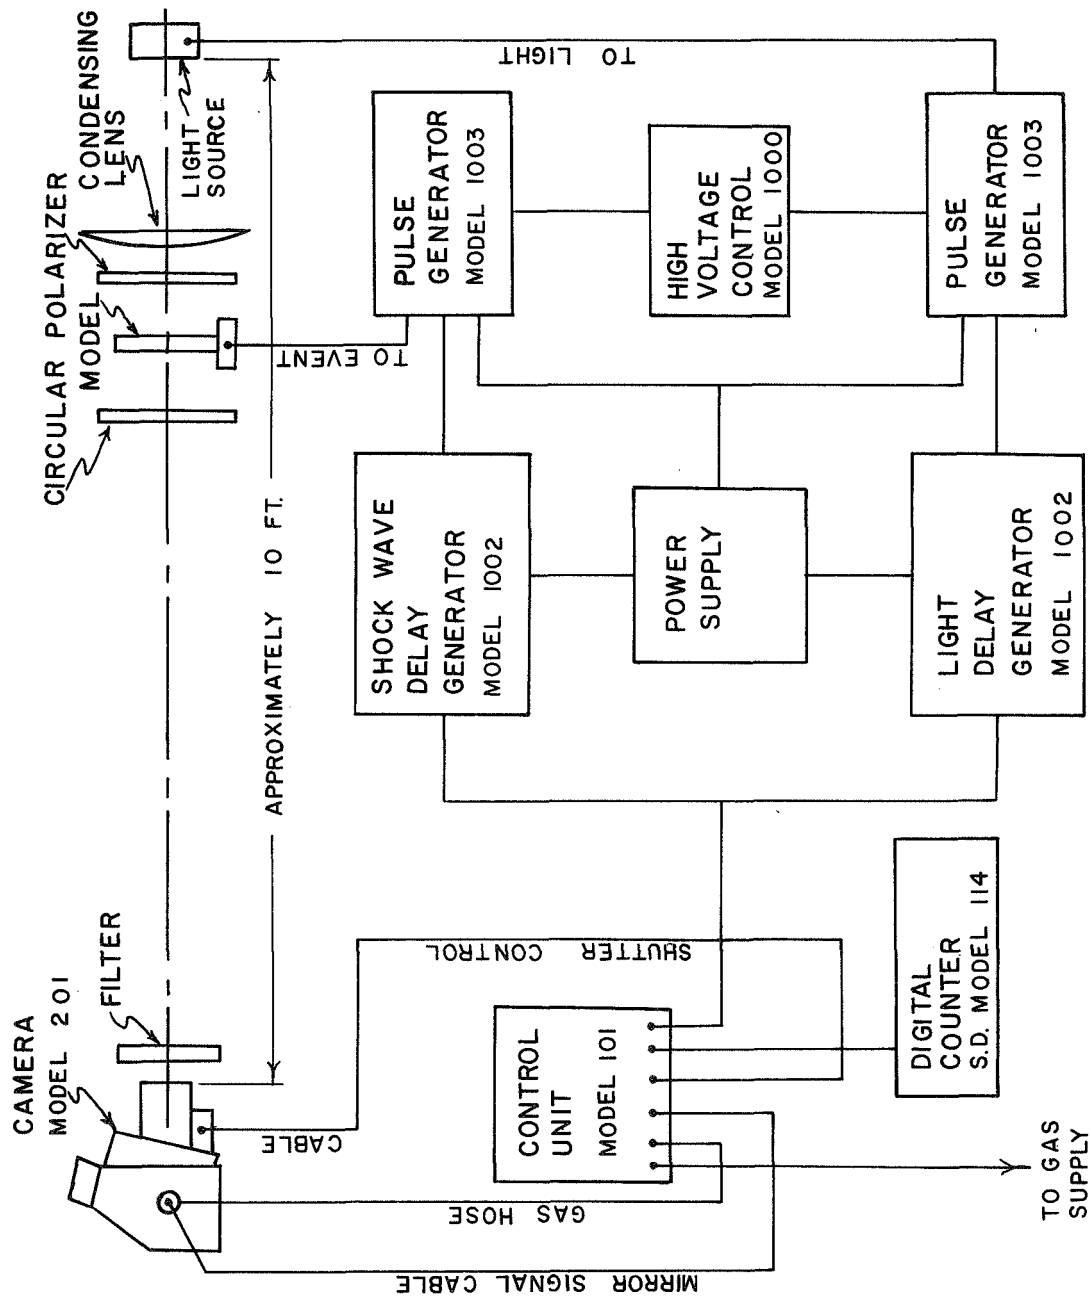 CAMERA
MODEL 201
FILTER
CIRCULAR POLARIZER
MODEL
CONDENSING
LENS
LIGHT
SOURCE
APPROXIMATELY 10 FT.
CABLE
GAS HOSE
MIRROR SIGNAL CABLE
SHUTTER CONTROL
TO EVENT
TO LIGHT
CONTROL
UNIT
MODEL 101
SHOCK WAVE
DELAY
GENERATOR
MODEL 1002
PULSE
GENERATOR
MODEL 1003
POWER
SUPPLY
HIGH
VOLTAGE
CONTROL
MODEL 1000
DIGITAL
COUNTER
S.D. MODEL 114
LIGHT
DELAY
GENERATOR
MODEL 1002
PULSE
GENERATOR
MODEL 1003
TO GAS
SUPPLY